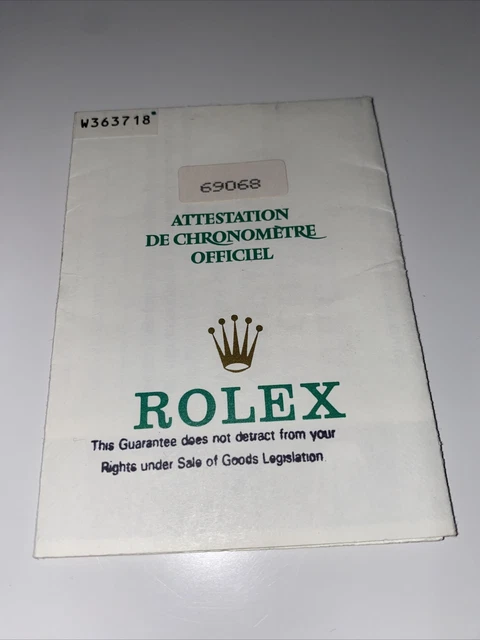 W363718*
69068
ATTESTATION
DE CHRONOMÈTRE
OFFICIEL
ROLEX
This Guarantee does not detract from your
Rights under Sale of Goods Legislation